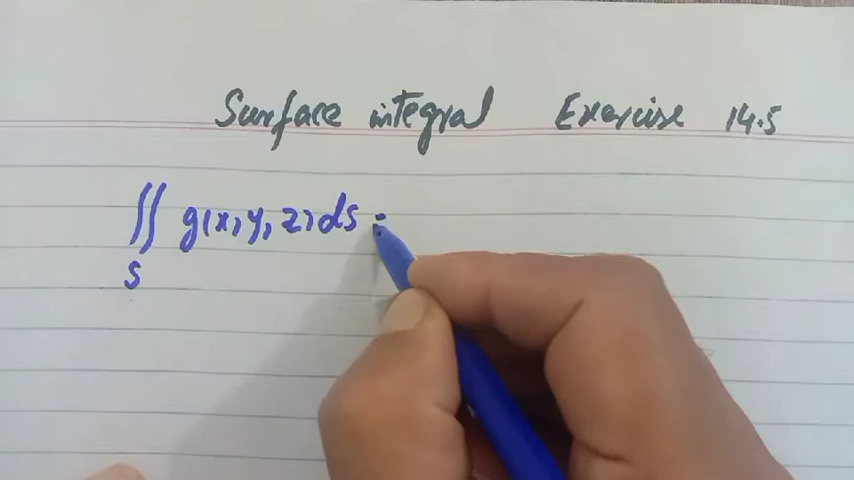 Surface integral Exercise 14.5
∬ g(x, y, z) ds =
S